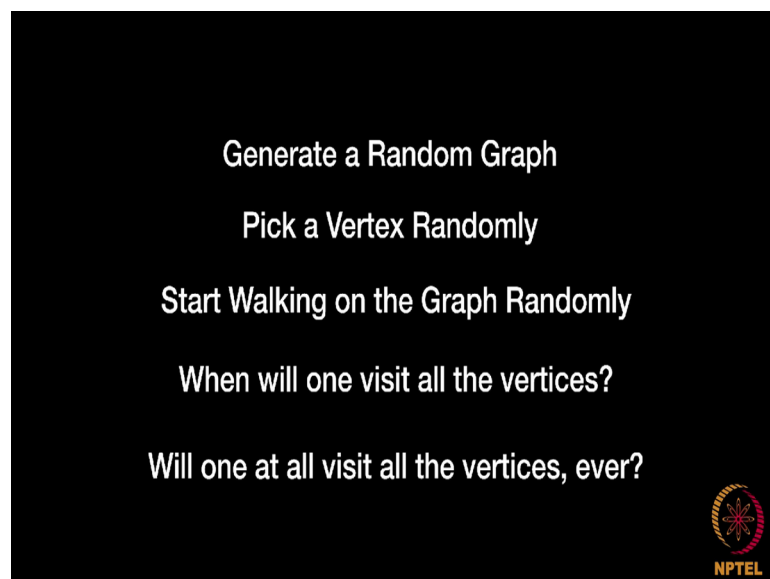 Generate a Random Graph
Pick a Vertex Randomly
Start Walking on the Graph Randomly
When will one visit all the vertices?
Will one at all visit all the vertices, ever?
NPTEL